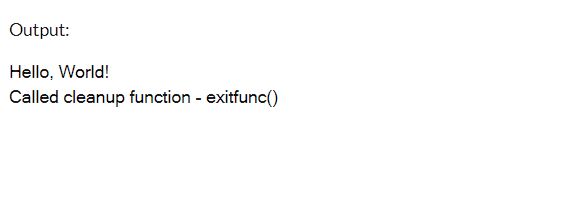 Output:
Hello, World!
Called cleanup function - exitfunc()